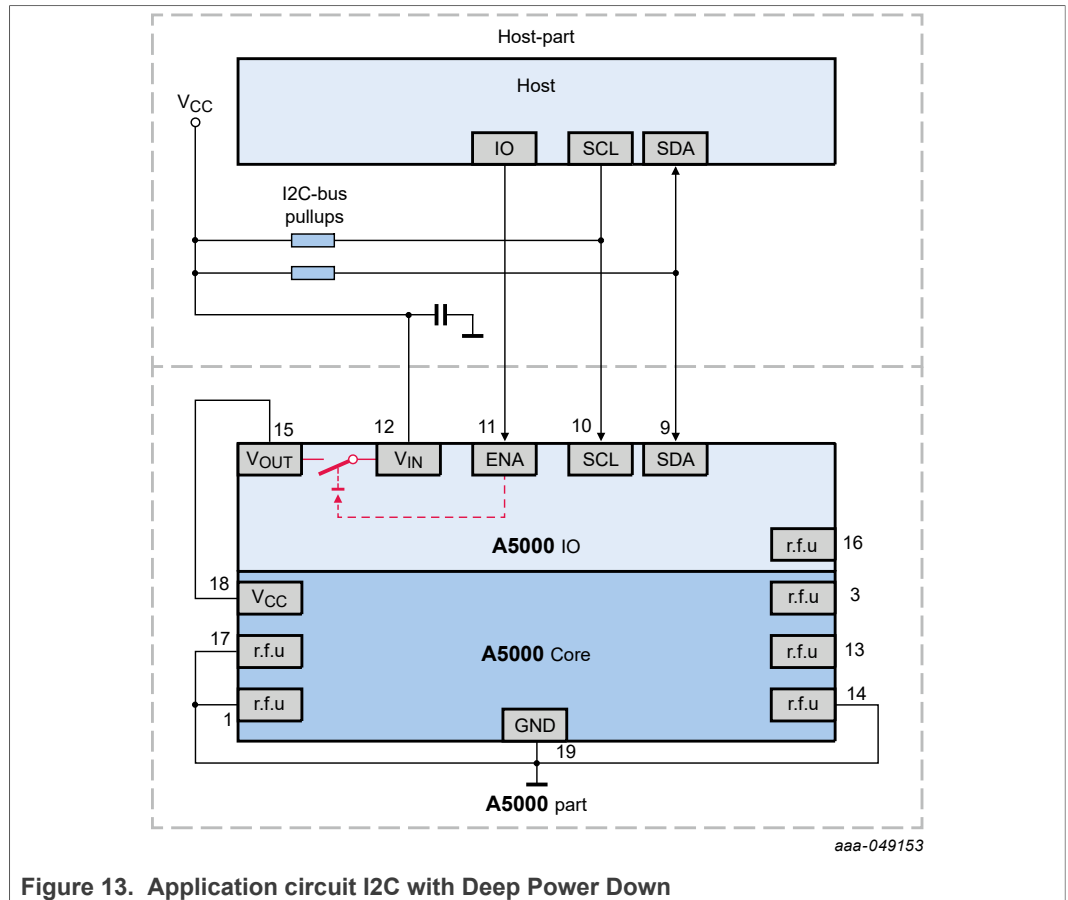 Host-part
Host
VCC
IO SCL SDA
I2C-bus
pullups
15 12 11 10 9
VOUT VIN ENA SCL SDA
A5000 IO
r.f.u 16
18
VCC
r.f.u 3
17
r.f.u
A5000 Core
r.f.u 13
14
r.f.u
1
r.f.u
GND
19
A5000 part
aaa-049153
Figure 13. Application circuit I2C with Deep Power Down